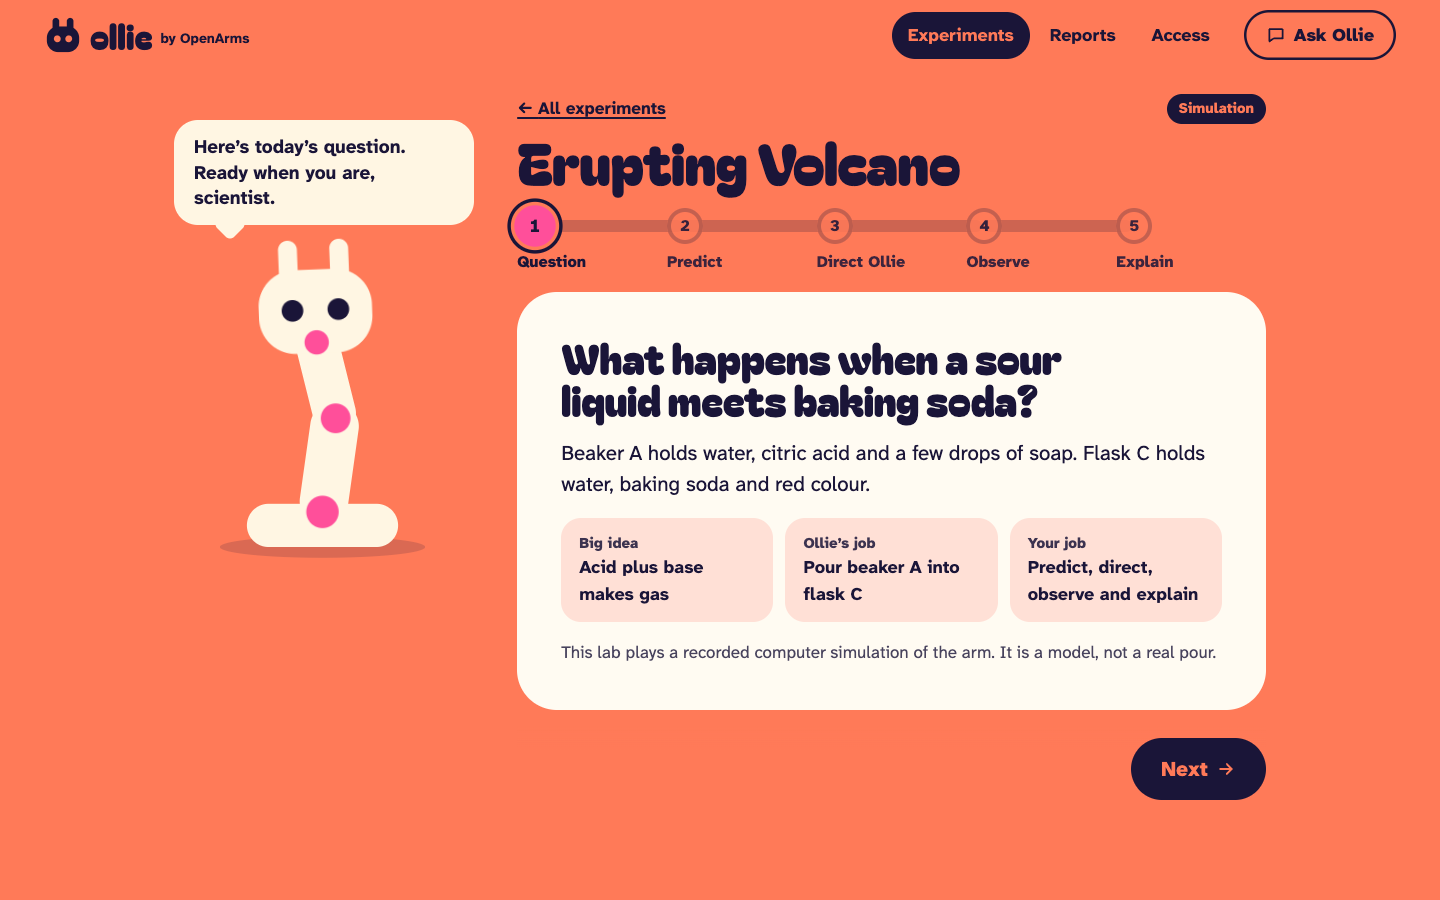 ollie by OpenArms
Experiments
Reports
Access
Ask Ollie
Here’s today’s question.
Ready when you are,
scientist.
← All experiments
Simulation
Erupting Volcano
1
2
3
4
5
Question
Predict
Direct Ollie
Observe
Explain
What happens when a sour
liquid meets baking soda?
Beaker A holds water, citric acid and a few drops of soap. Flask C holds
water, baking soda and red colour.
Big idea
Acid plus base
makes gas
Ollie’s job
Pour beaker A into
flask C
Your job
Predict, direct,
observe and explain
This lab plays a recorded computer simulation of the arm. It is a model, not a real pour.
Next →